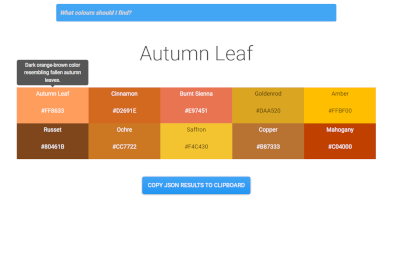 What colours should I find?
Autumn Leaf
Dark orange-brown color
resembling fallen autumn
leaves.
Autumn Leaf
Cinnamon
Burnt Sienna
Goldenrod
Amber
#FFB633
#D2691E
#E97451
#DAA520
#FFBF00
Russet
Ochre
Saffron
Copper
Mahogany
#80461B
#CC7722
#F4C430
#B87333
#C04000
COPY JSON RESULTS TO CLIPBOARD